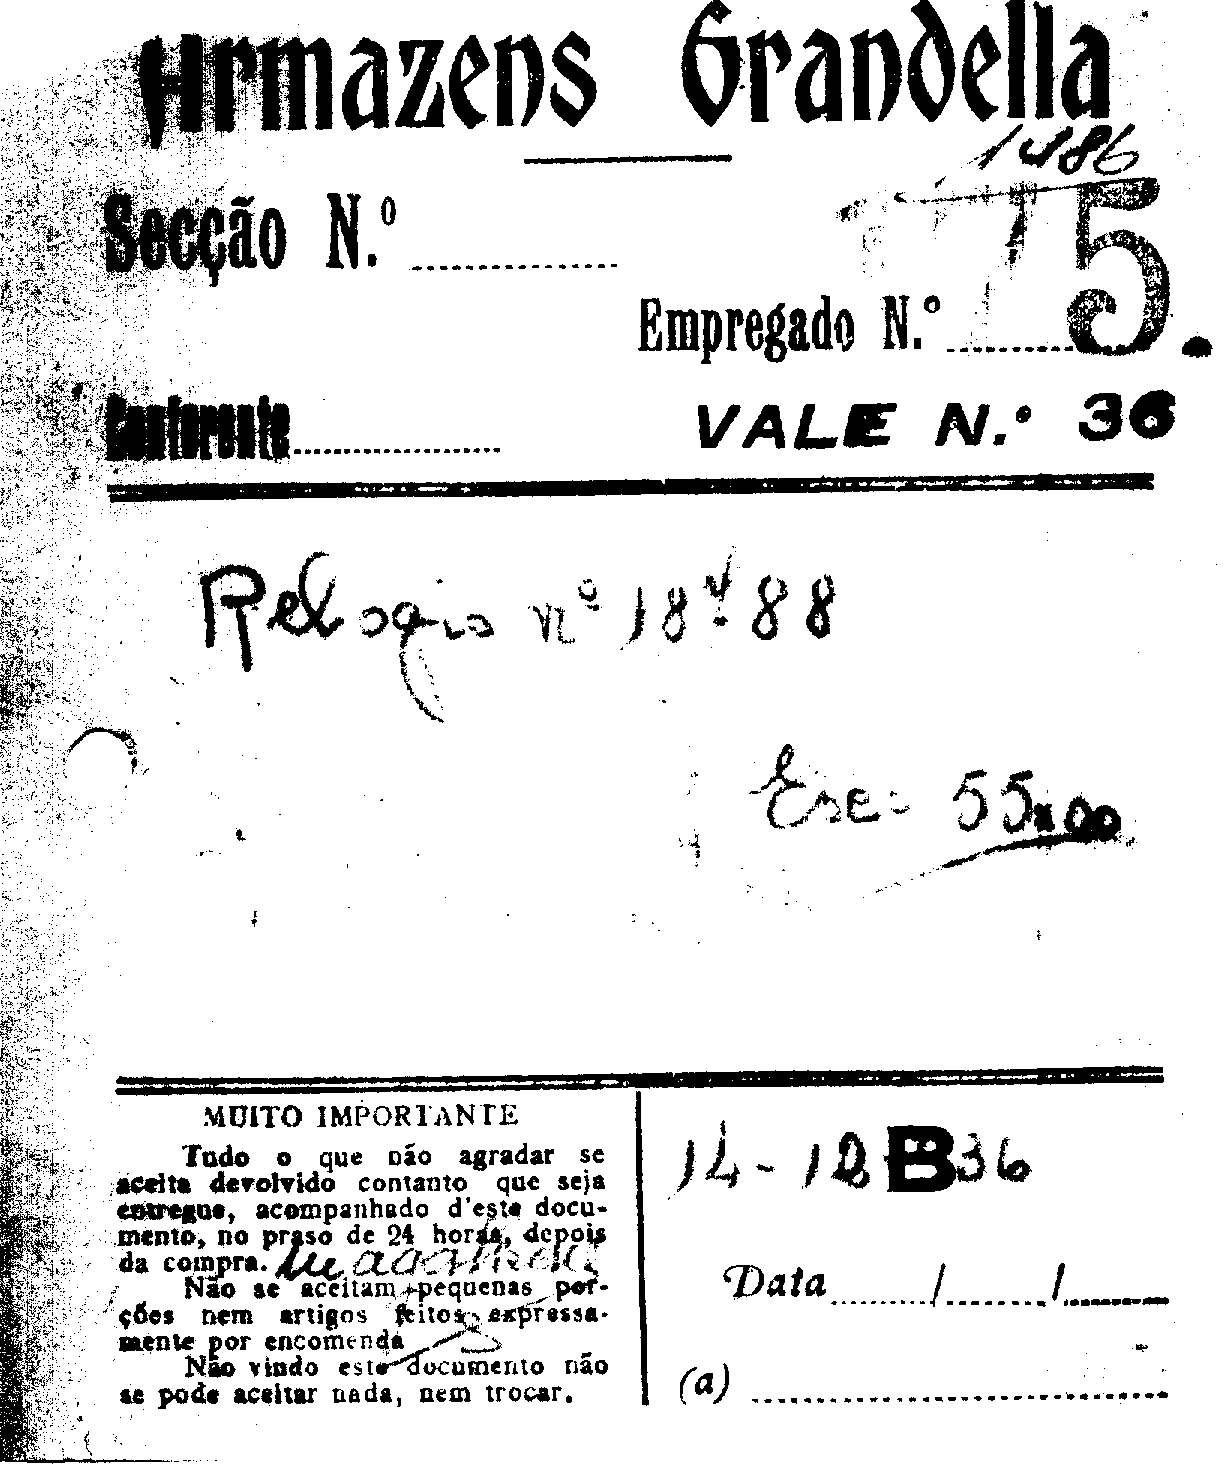 Armazens Grandella
1486
Secção N.º
75.
Empregado N.º
Conferente
VALE N.º 36
Relogio nº 18488
Esc= 55x00
MUITO IMPORTANTE
Tudo o que não agradar se
aceita devolvido contanto que seja
entregue, acompanhado d'este docu-
mento, no praso de 24 horas, depois
da compra.
Não se aceitam pequenas por-
ções nem artigos feitos expressa-
mente por encomenda
Não vindo este documento não
se pode aceitar nada, nem trocar.
14-12 B 36
Data / /
(a)